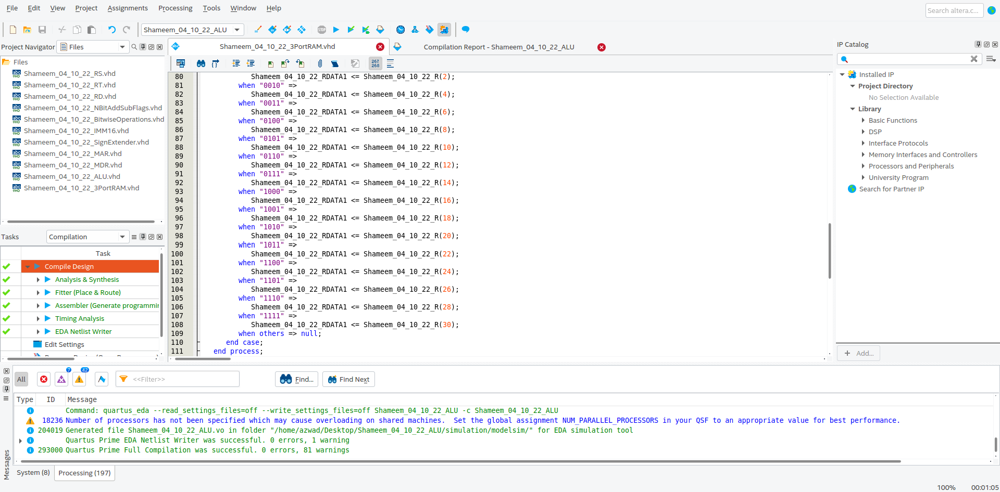 File Edit View Project Assignments Processing Tools Window Help
Search altera.c...
Shameem_04_10_22_ALU
STOP
Project Navigator Files
Files
Shameem_04_10_22_RS.vhd
Shameem_04_10_22_RT.vhd
Shameem_04_10_22_RD.vhd
Shameem_04_10_22_NBitAddSubFlags.vhd
Shameem_04_10_22_BitwiseOperations.vhd
Shameem_04_10_22_IMM16.vhd
Shameem_04_10_22_SignExtender.vhd
Shameem_04_10_22_MAR.vhd
Shameem_04_10_22_MDR.vhd
Shameem_04_10_22_ALU.vhd
Shameem_04_10_22_3PortRAM.vhd
Tasks Compilation
Task
Compile Design
Analysis & Synthesis
Fitter (Place & Route)
Assembler (Generate programmin
Timing Analysis
EDA Netlist Writer
Edit Settings
Shameem_04_10_22_3PortRAM.vhd
Compilation Report - Shameem_04_10_22_ALU
267
268
80 Shameem_04_10_22_RDATA1 <= Shameem_04_10_22_R(2);
81 when "0010" =>
82 Shameem_04_10_22_RDATA1 <= Shameem_04_10_22_R(4);
83 when "0011" =>
84 Shameem_04_10_22_RDATA1 <= Shameem_04_10_22_R(6);
85 when "0100" =>
86 Shameem_04_10_22_RDATA1 <= Shameem_04_10_22_R(8);
87 when "0101" =>
88 Shameem_04_10_22_RDATA1 <= Shameem_04_10_22_R(10);
89 when "0110" =>
90 Shameem_04_10_22_RDATA1 <= Shameem_04_10_22_R(12);
91 when "0111" =>
92 Shameem_04_10_22_RDATA1 <= Shameem_04_10_22_R(14);
93 when "1000" =>
94 Shameem_04_10_22_RDATA1 <= Shameem_04_10_22_R(16);
95 when "1001" =>
96 Shameem_04_10_22_RDATA1 <= Shameem_04_10_22_R(18);
97 when "1010" =>
98 Shameem_04_10_22_RDATA1 <= Shameem_04_10_22_R(20);
99 when "1011" =>
100 Shameem_04_10_22_RDATA1 <= Shameem_04_10_22_R(22);
101 when "1100" =>
102 Shameem_04_10_22_RDATA1 <= Shameem_04_10_22_R(24);
103 when "1101" =>
104 Shameem_04_10_22_RDATA1 <= Shameem_04_10_22_R(26);
105 when "1110" =>
106 Shameem_04_10_22_RDATA1 <= Shameem_04_10_22_R(28);
107 when "1111" =>
108 Shameem_04_10_22_RDATA1 <= Shameem_04_10_22_R(30);
109 when others => null;
110 end case;
111 end process;
IP Catalog
Installed IP
Project Directory
No Selection Available
Library
Basic Functions
DSP
Interface Protocols
Memory Interfaces and Controllers
Processors and Peripherals
University Program
Search for Partner IP
+ Add...
All 7 42 <<Filter>> Find... Find Next
Type ID Message
Command: quartus_eda --read_settings_files=off --write_settings_files=off Shameem_04_10_22_ALU -c Shameem_04_10_22_ALU
18236 Number of processors has not been specified which may cause overloading on shared machines.  Set the global assignment NUM_PARALLEL_PROCESSORS in your QSF to an appropriate value for best performance.
204019 Generated file Shameem_04_10_22_ALU.vo in folder "/home/azwad/Desktop/Shameem_04_10_22_ALU/simulation/modelsim/" for EDA simulation tool
Quartus Prime EDA Netlist Writer was successful. 0 errors, 1 warning
293000 Quartus Prime Full Compilation was successful. 0 errors, 81 warnings
Messages
System (8) Processing (197)
100% 00:01:05